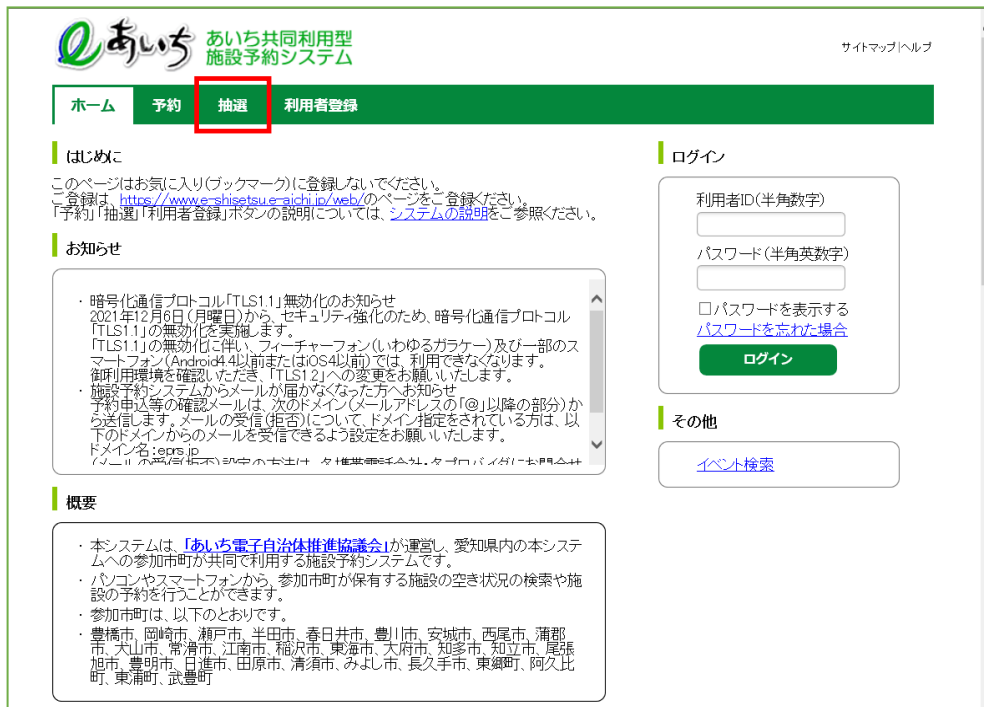 あいち あいち共同利用型
施設予約システム
サイトマップ|ヘルプ
ホーム 予約 抽選 利用者登録
はじめに
このページはお気に入り(ブックマーク)に登録しないでください。
ご登録は、https://www.e-shisetsu.e-aichi.jp/web/のページをご登録ください。
「予約」「抽選」「利用者登録」ボタンの説明については、システムの説明をご参照ください。
お知らせ
・ 暗号化通信プロトコル「TLS1.1」無効化のお知らせ
2021年12月6日(月曜日)から、セキュリティ強化のため、暗号化通信プロトコル
「TLS1.1」の無効化を実施します。
「TLS1.1」の無効化に伴い、フィーチャーフォン(いわゆるガラケー)及び一部のス
マートフォン(Android4.4以前またはiOS4以前)では、利用できなくなります。
御利用環境を確認いただき、「TLS1.2」への変更をお願いいたします。
・ 施設予約システムからメールが届かなくなった方へお知らせ
予約申込等の確認メールは、次のドメイン(メールアドレスの「@」以降の部分)か
ら送信します。メールの受信(拒否)について、ドメイン指定をされている方は、以
下のドメインからのメールを受信できるよう設定をお願いいたします。
ドメイン名：eprs.jp
(メールの受信(拒否)設定の方法は、各携帯電話会社・各プロバイダにお問合せ
概要
・ 本システムは、「あいち電子自治体推進協議会」が運営し、愛知県内の本システ
ムへの参加市町が共同で利用する施設予約システムです。
・ パソコンやスマートフォンから、参加市町が保有する施設の空き状況の検索や施
設の予約を行うことができます。
・ 参加市町は、以下のとおりです。
・ 豊橋市、岡崎市、瀬戸市、半田市、春日井市、豊川市、安城市、西尾市、蒲郡
市、犬山市、常滑市、江南市、稲沢市、東海市、大府市、知多市、知立市、尾張
旭市、豊明市、日進市、田原市、清須市、みよし市、長久手市、東郷町、阿久比
町、東浦町、武豊町
ログイン
利用者ID(半角数字)
パスワード(半角英数字)
□パスワードを表示する
パスワードを忘れた場合
ログイン
その他
イベント検索